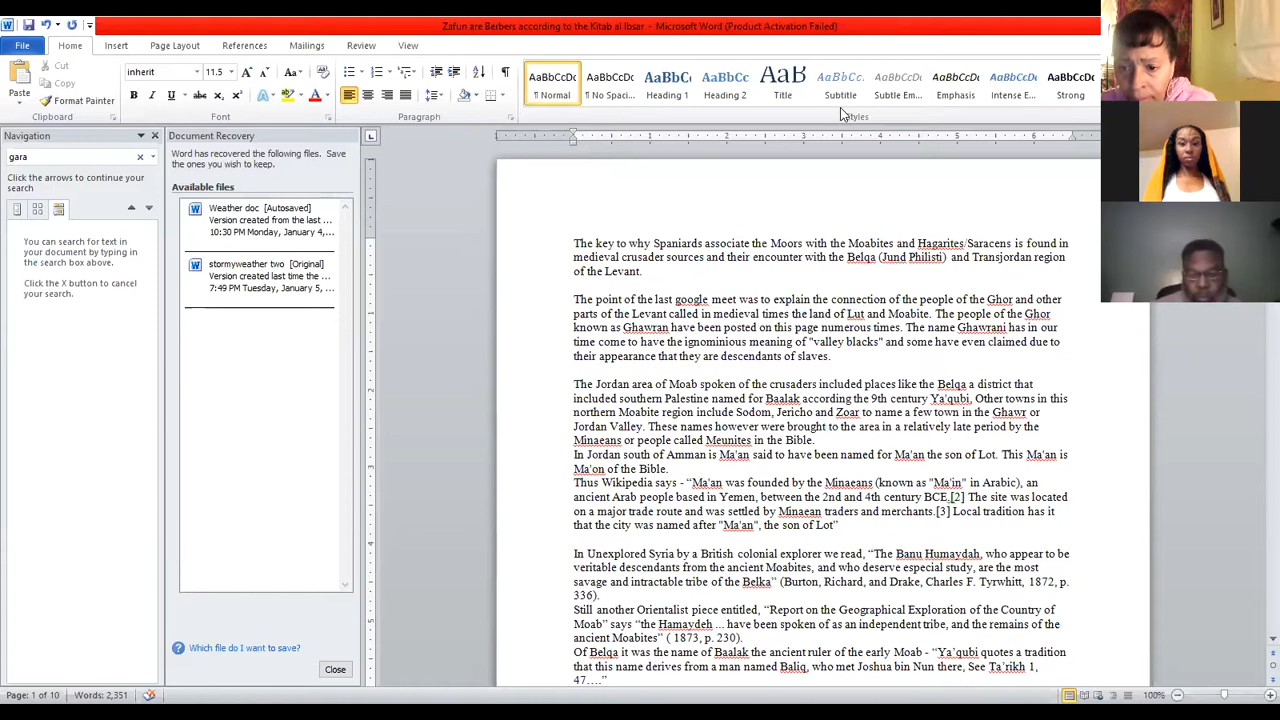 Zafun are Berbers according to the Kitab al Ibsar - Microsoft Word (Product Activation Failed)
File Home Insert Page Layout References Mailings Review View
Paste
Cut
Copy
Format Painter
Clipboard
inherit 11.5
Font
Paragraph
AaBbCcDc AaBbCcDc AaBbCc AaBbCc AaB AaBbCc. AaBbCcDc AaBbCcDc AaBbCcDc AaBbCcDc
¶ Normal ¶ No Spaci... Heading 1 Heading 2 Title Subtitle Subtle Em... Emphasis Intense E... Strong
Styles
Navigation
gara
Click the arrows to continue your
search
You can search for text in
your document by typing in
the search box above.
Click the X button to cancel
your search.
Document Recovery
Word has recovered the following files. Save
the ones you wish to keep.
Available files
Weather doc [Autosaved]
Version created from the last ...
10:30 PM Monday, January 4,...
stormyweather two [Original]
Version created last time the ...
7:49 PM Tuesday, January 5, ...
Which file do I want to save?
Close
The key to why Spaniards associate the Moors with the Moabites and Hagarites/Saracens is found in
medieval crusader sources and their encounter with the Belqa (Jund Philisti) and Transjordan region
of the Levant.
The point of the last google meet was to explain the connection of the people of the Ghor and other
parts of the Levant called in medieval times the land of Lut and Moabite. The people of the Ghor
known as Ghawran have been posted on this page numerous times. The name Ghawrani has in our
time come to have the ignominious meaning of "valley blacks" and some have even claimed due to
their appearance that they are descendants of slaves.
The Jordan area of Moab spoken of the crusaders included places like the Belqa a district that
included southern Palestine named for Baalak according the 9th century Ya'qubi, Other towns in this
northern Moabite region include Sodom, Jericho and Zoar to name a few town in the Ghawr or
Jordan Valley. These names however were brought to the area in a relatively late period by the
Minaeans or people called Meunites in the Bible.
In Jordan south of Amman is Ma'an said to have been named for Ma'an the son of Lot. This Ma'an is
Ma'on of the Bible.
Thus Wikipedia says - “Ma'an was founded by the Minaeans (known as "Ma'in" in Arabic), an
ancient Arab people based in Yemen, between the 2nd and 4th century BCE.[2] The site was located
on a major trade route and was settled by Minaean traders and merchants.[3] Local tradition has it
that the city was named after "Ma'an", the son of Lot”
In Unexplored Syria by a British colonial explorer we read, “The Banu Humaydah, who appear to be
veritable descendants from the ancient Moabites, and who deserve especial study, are the most
savage and intractable tribe of the Belka” (Burton, Richard, and Drake, Charles F. Tyrwhitt, 1872, p.
336).
Still another Orientalist piece entitled, “Report on the Geographical Exploration of the Country of
Moab” says “the Hamaydeh ... have been spoken of as an independent tribe, and the remains of the
ancient Moabites” ( 1873, p. 230).
Of Belqa it was the name of Baalak the ancient ruler of the early Moab - “Ya’qubi quotes a tradition
that this name derives from a man named Baliq, who met Joshua bin Nun there, See Ta’rikh 1,
47….”
Page: 1 of 10 Words: 2,351
100%